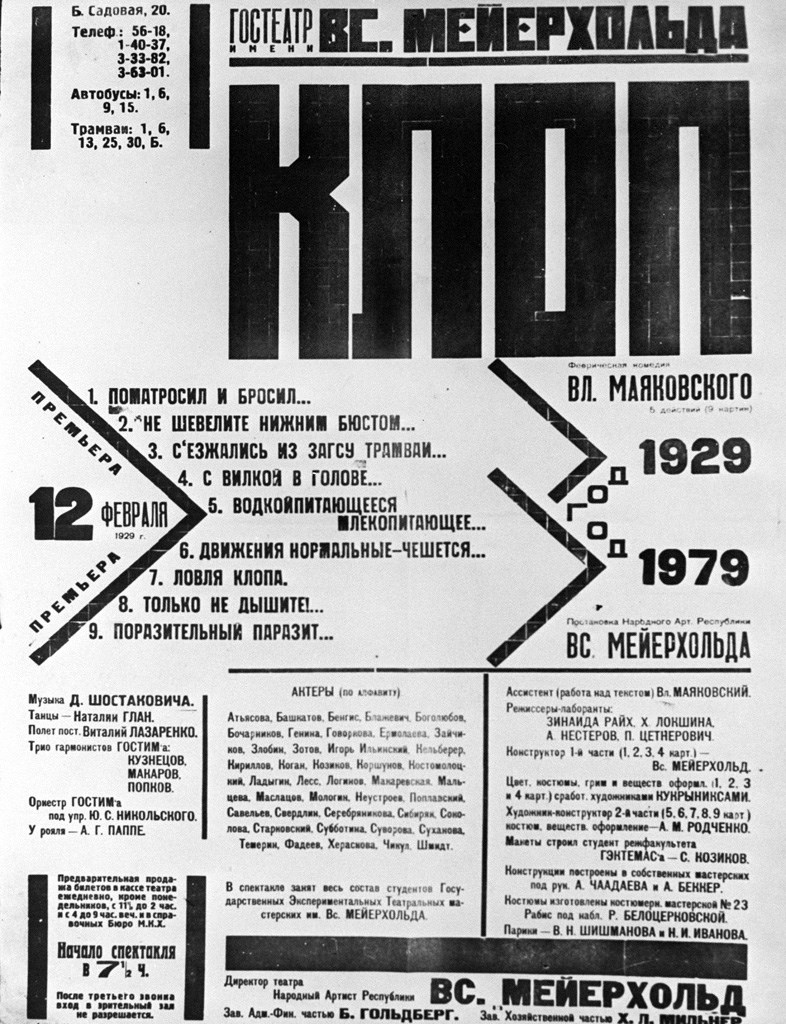 Б. Садовая, 20.
Телеф.: 56-18,
1-40-37,
3-33-82,
3-63-01.
Автобусы: 1, 6,
9, 15.
Трамваи: 1, 6,
13, 25, 30, Б.
ГОСТЕАТР
ИМЕНИ
ВС. МЕЙЕРХОЛЬДА
КЛОП
Феерическая комедия
ВЛ. МАЯКОВСКОГО
5 действий (9 картин)
ПРЕМЬЕРА
12 ФЕВРАЛЯ
1929 г.
ПРЕМЬЕРА
1. ПОМАТРОСИЛ И БРОСИЛ...
2. НЕ ШЕВЕЛИТЕ НИЖНИМ БЮСТОМ...
3. С'ЕЗЖАЛИСЬ ИЗ ЗАГСУ ТРАМВАИ...
4. С ВИЛКОЙ В ГОЛОВЕ...
5. ВОДКОЙПИТАЮЩЕЕСЯ
МЛЕКОПИТАЮЩЕЕ...
6. ДВИЖЕНИЯ НОРМАЛЬНЫЕ-ЧЕШЕТСЯ...
7. ЛОВЛЯ КЛОПА.
8. ТОЛЬКО НЕ ДЫШИТЕ!...
9. ПОРАЗИТЕЛЬНЫЙ ПАРАЗИТ...
1929
ГОД
ГОД
1979
Постановка Народного Арт. Республики
ВС. МЕЙЕРХОЛЬДА
Музыка Д. ШОСТАКОВИЧА.
Танцы — Наталии ГЛАН.
Полет пост. Виталий ЛАЗАРЕНКО.
Трио гармонистов ГОСТИМ'а:
КУЗНЕЦОВ,
МАКАРОВ,
ПОПКОВ.
Оркестр ГОСТИМ'а
под упр. Ю. С. НИКОЛЬСКОГО.
У рояля — А. Г. ПАППЕ.
АКТЕРЫ (ПО АЛФАВИТУ)
Атьясова, Башкатов, Бенгис, Блажевич, Боголюбов,
Бочарников, Генина, Говоркова, Ермолаева, Зайчи-
ков, Злобин, Зотов, Игорь Ильинский, Кельберер,
Кириллов, Коган, Козиков, Коршунов, Костомолоц-
кий, Ладыгин, Лесс, Логинов, Макаревская, Маль-
цева, Маслацов, Мологин, Неустроев, Поплавский,
Савельев, Свердлин, Серебрянникова, Сибиряк, Соко-
лова, Старковский, Субботина, Суворова, Суханова,
Темерин, Фадеев, Хераскова, Чикул, Шмидт.
В спектакле занят весь состав студентов Госу-
дарственных Экспериментальных Театральных ма-
стерских им. Вс. МЕЙЕРХОЛЬДА.
Ассистент (работа над текстом) Вл. МАЯКОВСКИЙ.
Режиссеры-лаборанты:
ЗИНАИДА РАЙХ, Х. ЛОКШИНА,
А. НЕСТЕРОВ, П. ЦЕТНЕРОВИЧ.
Конструктор 1-й части (1, 2, 3, 4 карт.) —
Вс. МЕЙЕРХОЛЬД.
Цвет, костюмы, грим и веществ оформл. (1, 2, 3
и 4 карт.) сработ. художниками КУКРЫНИКСАМИ.
Художник-конструктор 2-й части (5, 6, 7, 8, 9 карт)
костюм, веществ. оформление — А. М. РОДЧЕНКО.
Макеты строил студент режфакультета
ГЭКТЕМАС'а — С. КОЗИКОВ.
Конструкции построены в собственных мастерских
под рук. А. ЧААДАЕВА и А. БЕККЕР.
Костюмы изготовлены костюмерн. мастерской № 23
Рабис под набл. Р. БЕЛОЦЕРКОВСКОЙ.
Парики — В. Н. ШИШМАНОВА и Н. И. ИВАНОВА.
Предварительная прода-
жа билетов в кассе театра
ежедневно, кроме поне-
дельников, с 11½ до 2 час.
и с 4 до 9 час. веч. и в спра-
вочных Бюро М.К.Х.
Начало спектакля
в 7½ ч.
После третьего звонка
вход в зрительный зал
не разрешается.
Директор театра
Народный Артист Республики ВС. МЕЙЕРХОЛЬД
Зав. Адм.-Фин. частью Б. ГОЛЬДБЕРГ. Зав. Хозяйственной частью Х. Л. МИЛЬНЕР